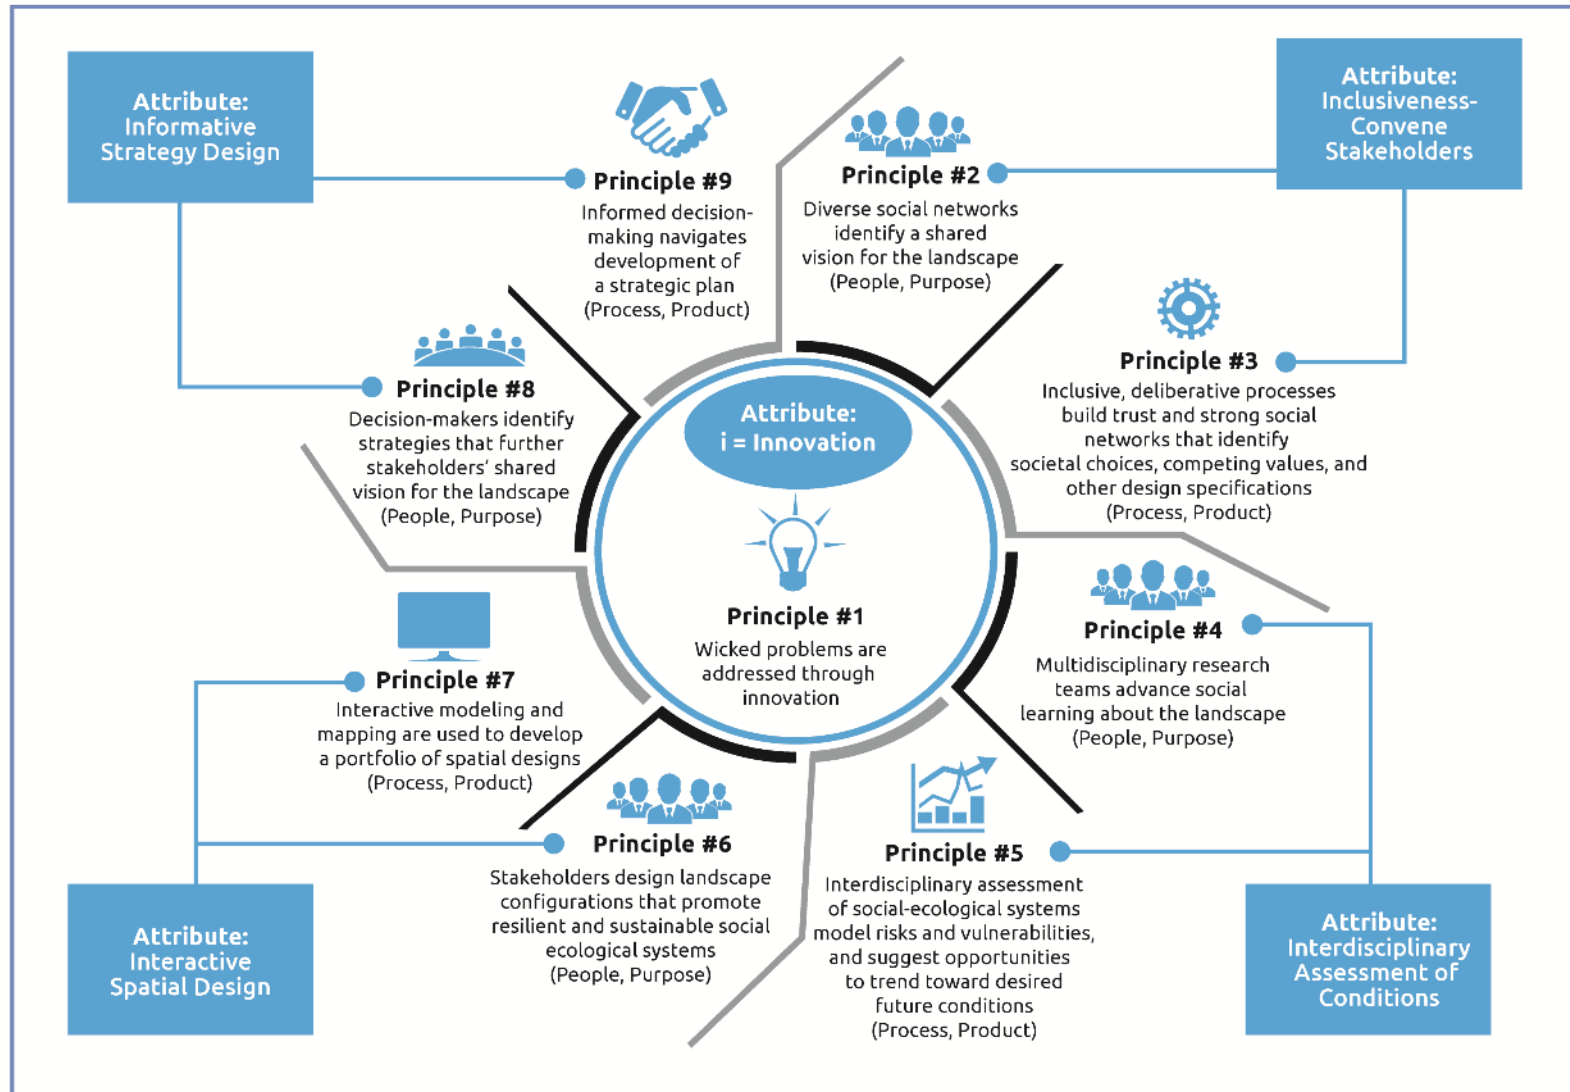 Attribute:
Informative
Strategy Design
Principle #9
Informed decision-
making navigates
development of
a strategic plan
(Process, Product)
Principle #2
Diverse social networks
identify a shared
vision for the landscape
(People, Purpose)
Attribute:
Inclusiveness-
Convene
Stakeholders
Principle #8
Decision-makers identify
strategies that further
stakeholders’ shared
vision for the landscape
(People, Purpose)
Attribute:
i = Innovation
Principle #1
Wicked problems are
addressed through
innovation
Principle #3
Inclusive, deliberative processes
build trust and strong social
networks that identify
societal choices, competing values, and
other design specifications
(Process, Product)
Principle #7
Interactive modeling and
mapping are used to develop
a portfolio of spatial designs
(Process, Product)
Principle #4
Multidisciplinary research
teams advance social
learning about the landscape
(People, Purpose)
Attribute:
Interactive
Spatial Design
Principle #6
Stakeholders design landscape
configurations that promote
resilient and sustainable social
ecological systems
(People, Purpose)
Principle #5
Interdisciplinary assessment
of social-ecological systems
model risks and vulnerabilities,
and suggest opportunities
to trend toward desired
future conditions
(Process, Product)
Attribute:
Interdisciplinary
Assessment of
Conditions